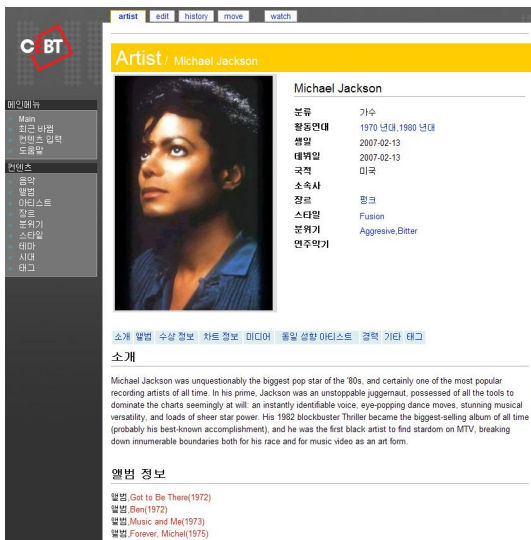 artist edit history move watch
CEBT
Artist / Michael Jackson
메인메뉴
Main
최근 바뀜
컨텐츠 입력
도움말
컨텐츠
음악
앨범
아티스트
장르
분위기
스타일
테마
시대
태그
Michael Jackson
분류 가수
활동연대 1970 년대,1980 년대
생일 2007-02-13
데뷔일 2007-02-13
국적 미국
소속사
장르 펑크
스타일 Fusion
분위기 Aggresive,Bitter
연주악기
소개 앨범 수상 정보 차트 정보 미디어 동일 성향 아티스트 경력 기타 태그
소개
Michael Jackson was unquestionably the biggest pop star of the '80s, and certainly one of the most popular
recording artists of all time. In his prime, Jackson was an unstoppable juggernaut, possessed of all the tools to
dominate the charts seemingly at will: an instantly identifiable voice, eye-popping dance moves, stunning musical
versatility, and loads of sheer star power. His 1982 blockbuster Thriller became the biggest-selling album of all time
(probably his best-known accomplishment), and he was the first black artist to find stardom on MTV, breaking
down innumerable boundaries both for his race and for music video as an art form.
앨범 정보
앨범,Got to Be There(1972)
앨범,Ben(1972)
앨범,Music and Me(1973)
앨범,Forever, Michel(1975)